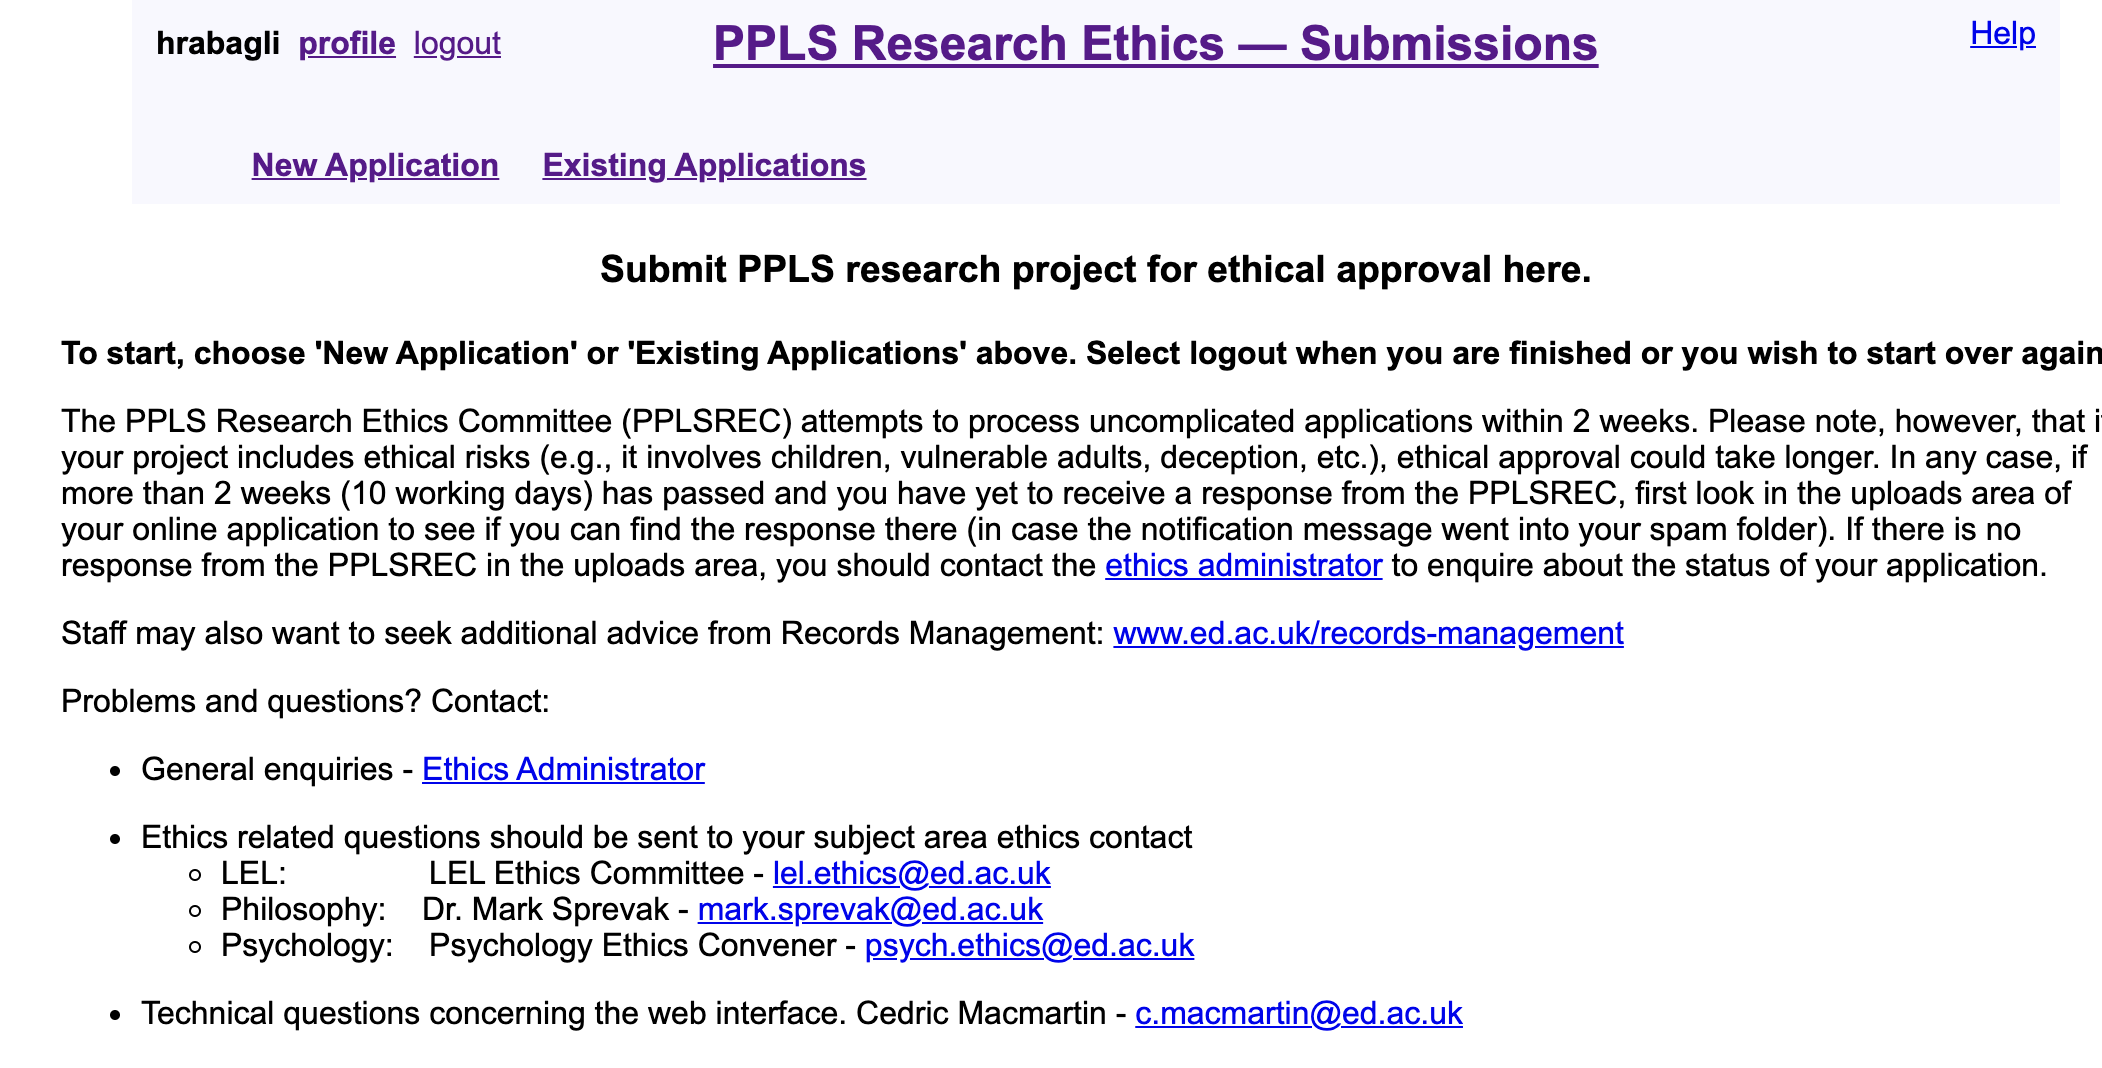 hrabagli profile logout PPLS Research Ethics — Submissions Help
New Application Existing Applications
Submit PPLS research project for ethical approval here.
To start, choose 'New Application' or 'Existing Applications' above. Select logout when you are finished or you wish to start over again
The PPLS Research Ethics Committee (PPLSREC) attempts to process uncomplicated applications within 2 weeks. Please note, however, that if
your project includes ethical risks (e.g., it involves children, vulnerable adults, deception, etc.), ethical approval could take longer. In any case, if
more than 2 weeks (10 working days) has passed and you have yet to receive a response from the PPLSREC, first look in the uploads area of
your online application to see if you can find the response there (in case the notification message went into your spam folder). If there is no
response from the PPLSREC in the uploads area, you should contact the ethics administrator to enquire about the status of your application.
Staff may also want to seek additional advice from Records Management: www.ed.ac.uk/records-management
Problems and questions? Contact:
• General enquiries - Ethics Administrator
• Ethics related questions should be sent to your subject area ethics contact
◦ LEL: LEL Ethics Committee - lel.ethics@ed.ac.uk
◦ Philosophy: Dr. Mark Sprevak - mark.sprevak@ed.ac.uk
◦ Psychology: Psychology Ethics Convener - psych.ethics@ed.ac.uk
• Technical questions concerning the web interface. Cedric Macmartin - c.macmartin@ed.ac.uk